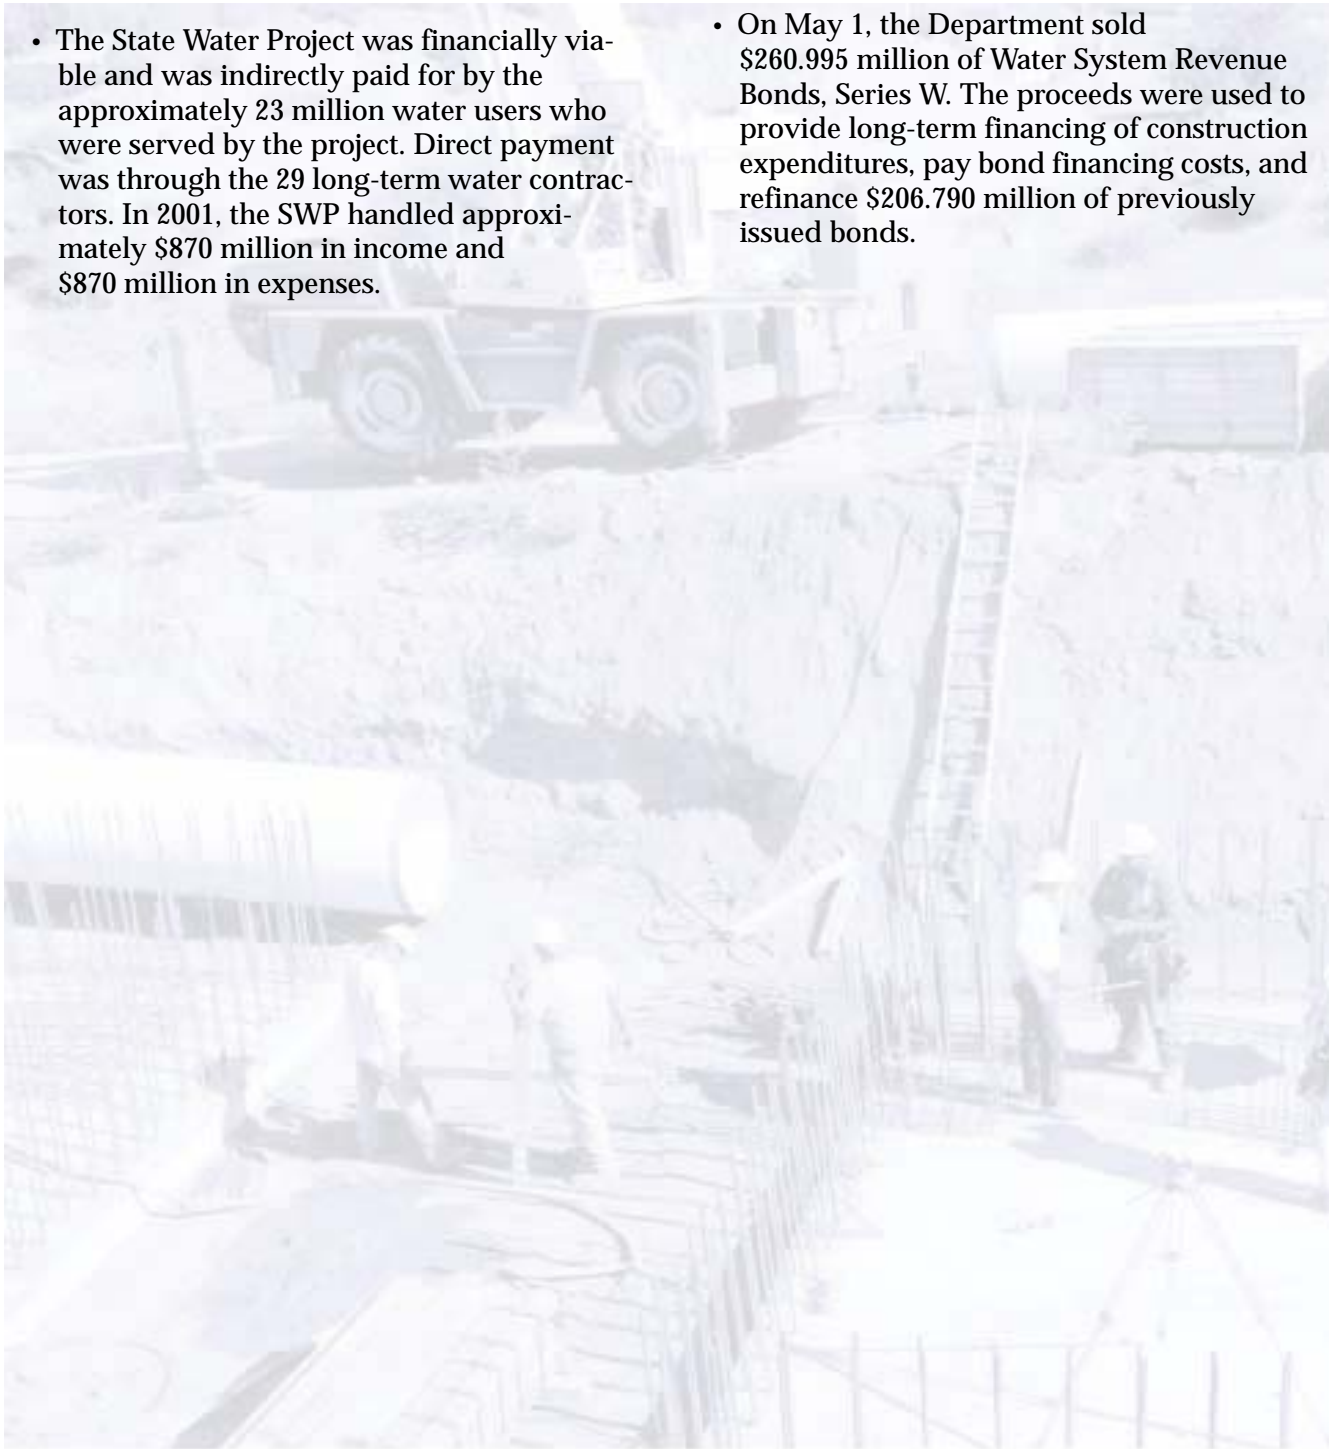 • The State Water Project was financially via-
ble and was indirectly paid for by the
approximately 23 million water users who
were served by the project. Direct payment
was through the 29 long-term water contrac-
tors. In 2001, the SWP handled approxi-
mately $870 million in income and
$870 million in expenses.
• On May 1, the Department sold
$260.995 million of Water System Revenue
Bonds, Series W. The proceeds were used to
provide long-term financing of construction
expenditures, pay bond financing costs, and
refinance $206.790 million of previously
issued bonds.